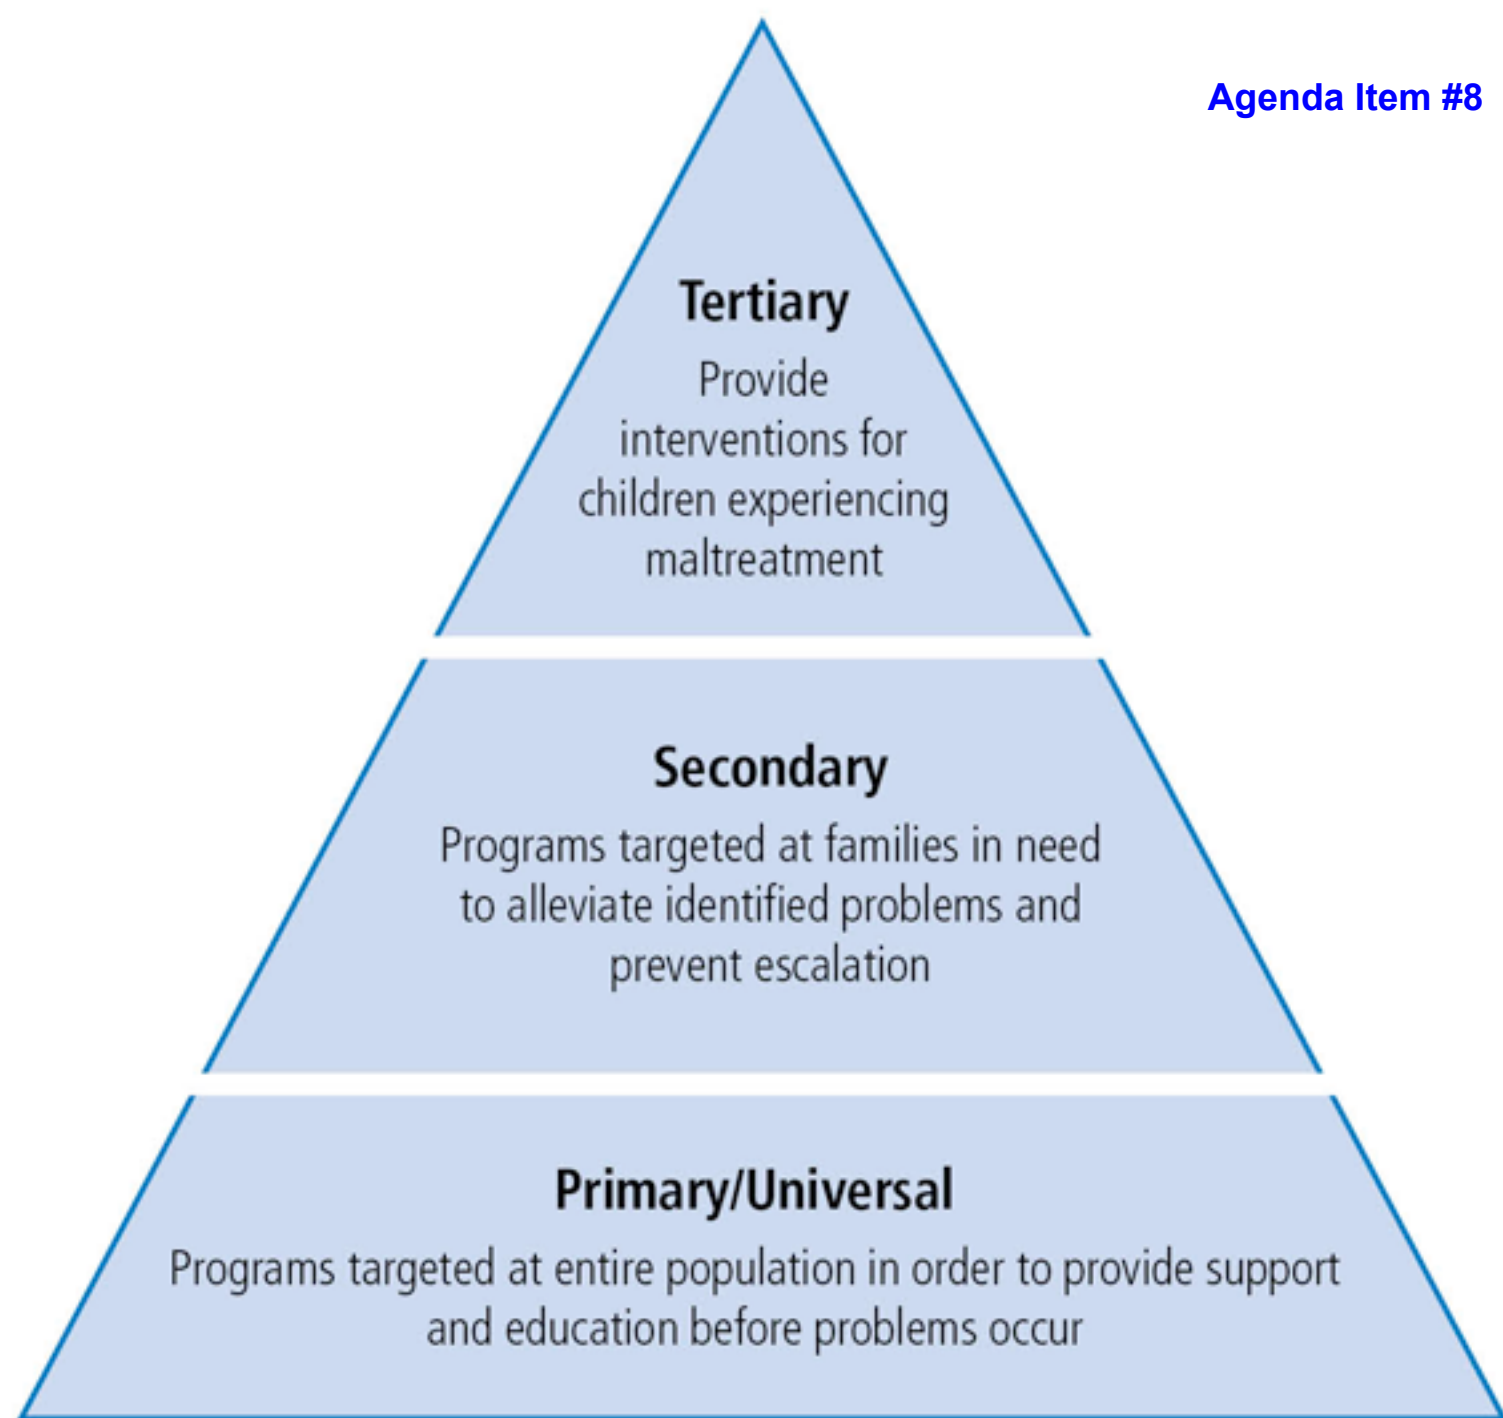 Agenda Item #8
Tertiary
Provide
interventions for
children experiencing
maltreatment
Secondary
Programs targeted at families in need
to alleviate identified problems and
prevent escalation
Primary/Universal
Programs targeted at entire population in order to provide support
and education before problems occur